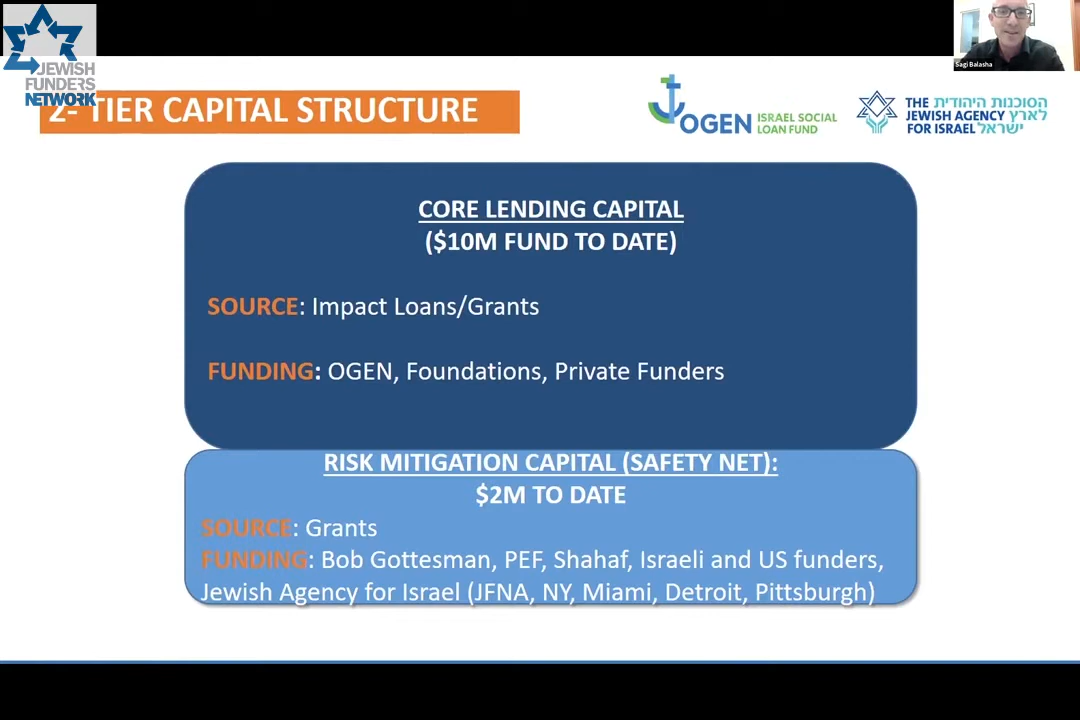 JEWISH
FUNDERS
NETWORK
2- TIER CAPITAL STRUCTURE
OGEN ISRAEL SOCIAL
LOAN FUND
THE הסוכנות היהודית
JEWISH AGENCY לארץ
FOR ISRAEL ישראל
Sagi Balasha
CORE LENDING CAPITAL
($10M FUND TO DATE)
SOURCE: Impact Loans/Grants
FUNDING: OGEN, Foundations, Private Funders
RISK MITIGATION CAPITAL (SAFETY NET):
$2M TO DATE
SOURCE: Grants
FUNDING: Bob Gottesman, PEF, Shahaf, Israeli and US funders,
Jewish Agency for Israel (JFNA, NY, Miami, Detroit, Pittsburgh)